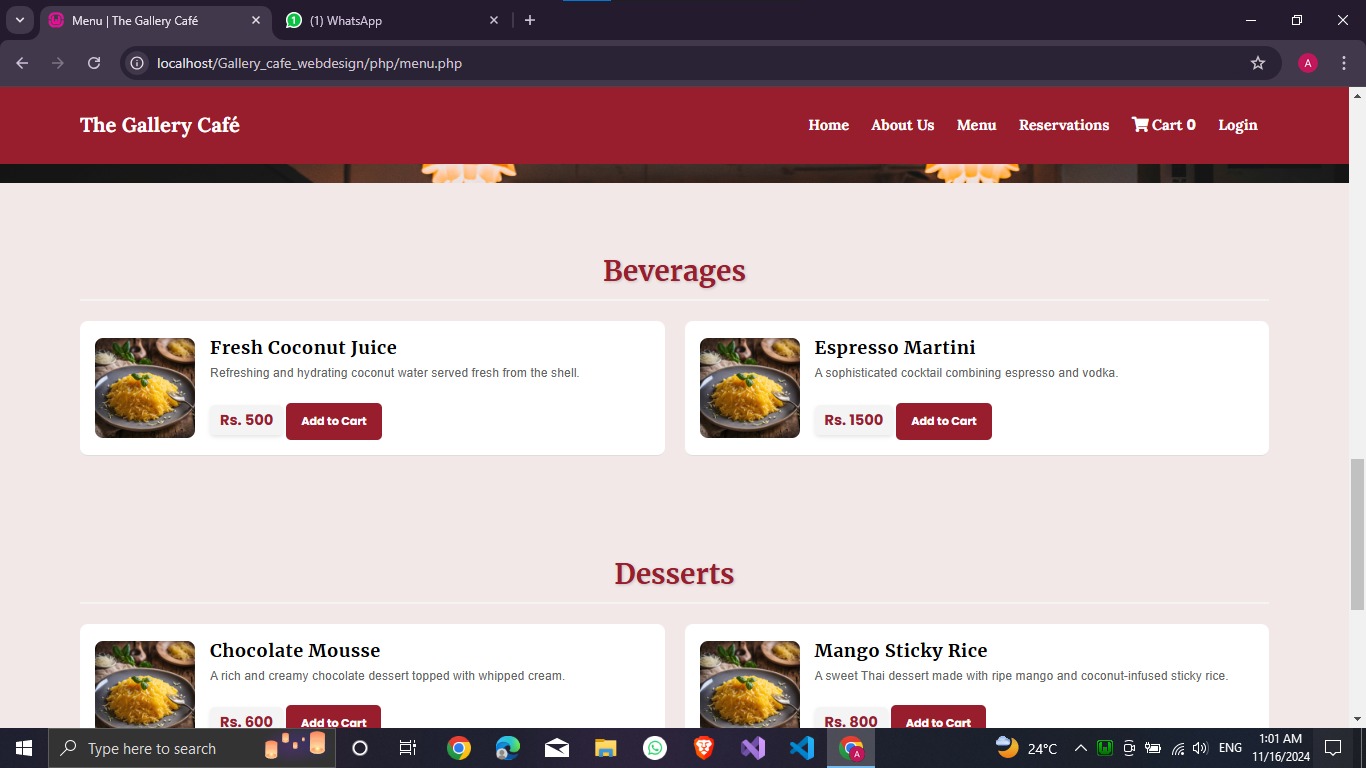 Menu | The Gallery Café
(1) WhatsApp
localhost/Gallery_cafe_webdesign/php/menu.php
A
The Gallery Café
Home About Us Menu Reservations Cart 0 Login
Beverages
Fresh Coconut Juice
Refreshing and hydrating coconut water served fresh from the shell.
Rs. 500 Add to Cart
Espresso Martini
A sophisticated cocktail combining espresso and vodka.
Rs. 1500 Add to Cart
Desserts
Chocolate Mousse
A rich and creamy chocolate dessert topped with whipped cream.
Rs. 600 Add to Cart
Mango Sticky Rice
A sweet Thai dessert made with ripe mango and coconut-infused sticky rice.
Rs. 800 Add to Cart
Type here to search
24°C
ENG
1:01 AM
11/16/2024